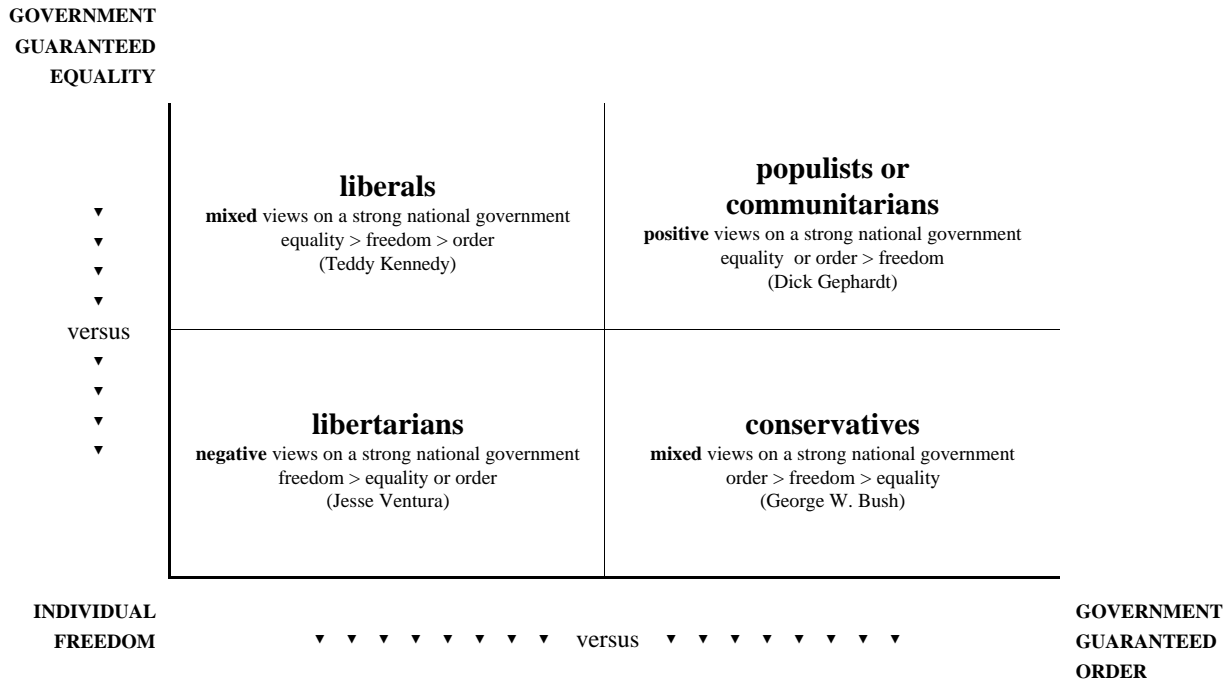 GOVERNMENT
GUARANTEED
EQUALITY
liberals
mixed views on a strong national government
equality > freedom > order
(Teddy Kennedy)
populists or
communitarians
positive views on a strong national government
equality or order > freedom
(Dick Gephardt)
versus
libertarians
negative views on a strong national government
freedom > equality or order
(Jesse Ventura)
conservatives
mixed views on a strong national government
order > freedom > equality
(George W. Bush)
INDIVIDUAL
FREEDOM
versus
GOVERNMENT
GUARANTEED
ORDER